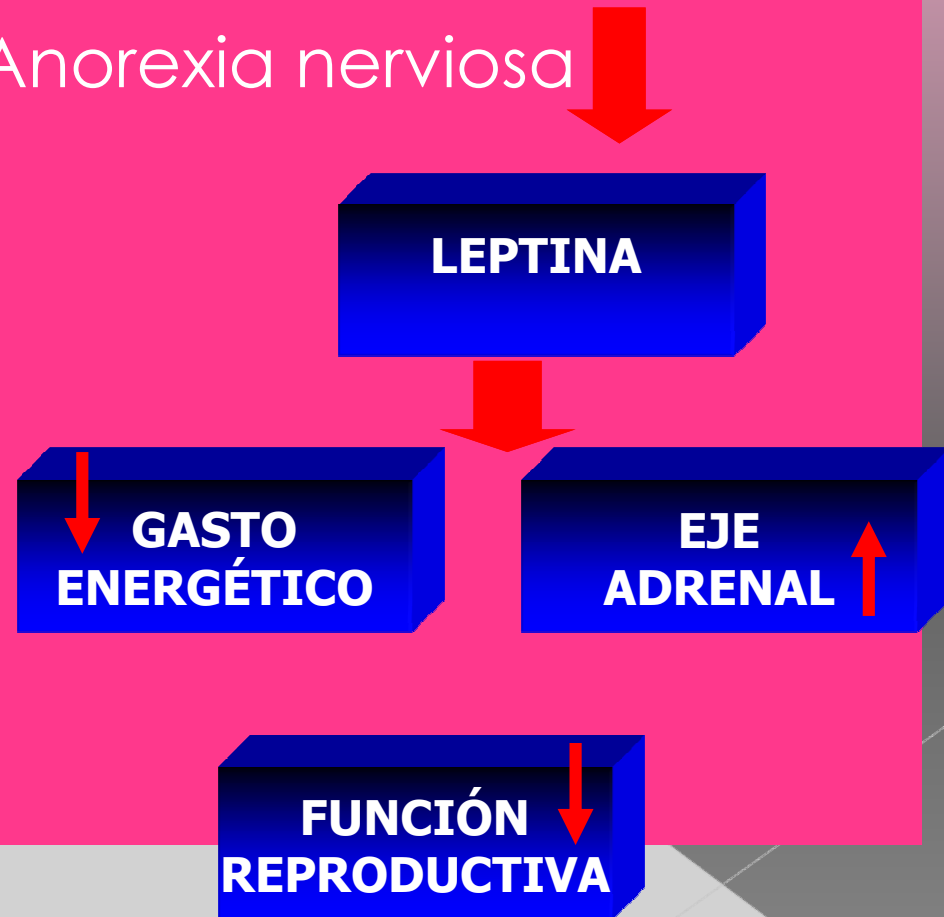 Anorexia nerviosa
LEPTINA
GASTO
ENERGÉTICO
EJE
ADRENAL
FUNCIÓN
REPRODUCTIVA